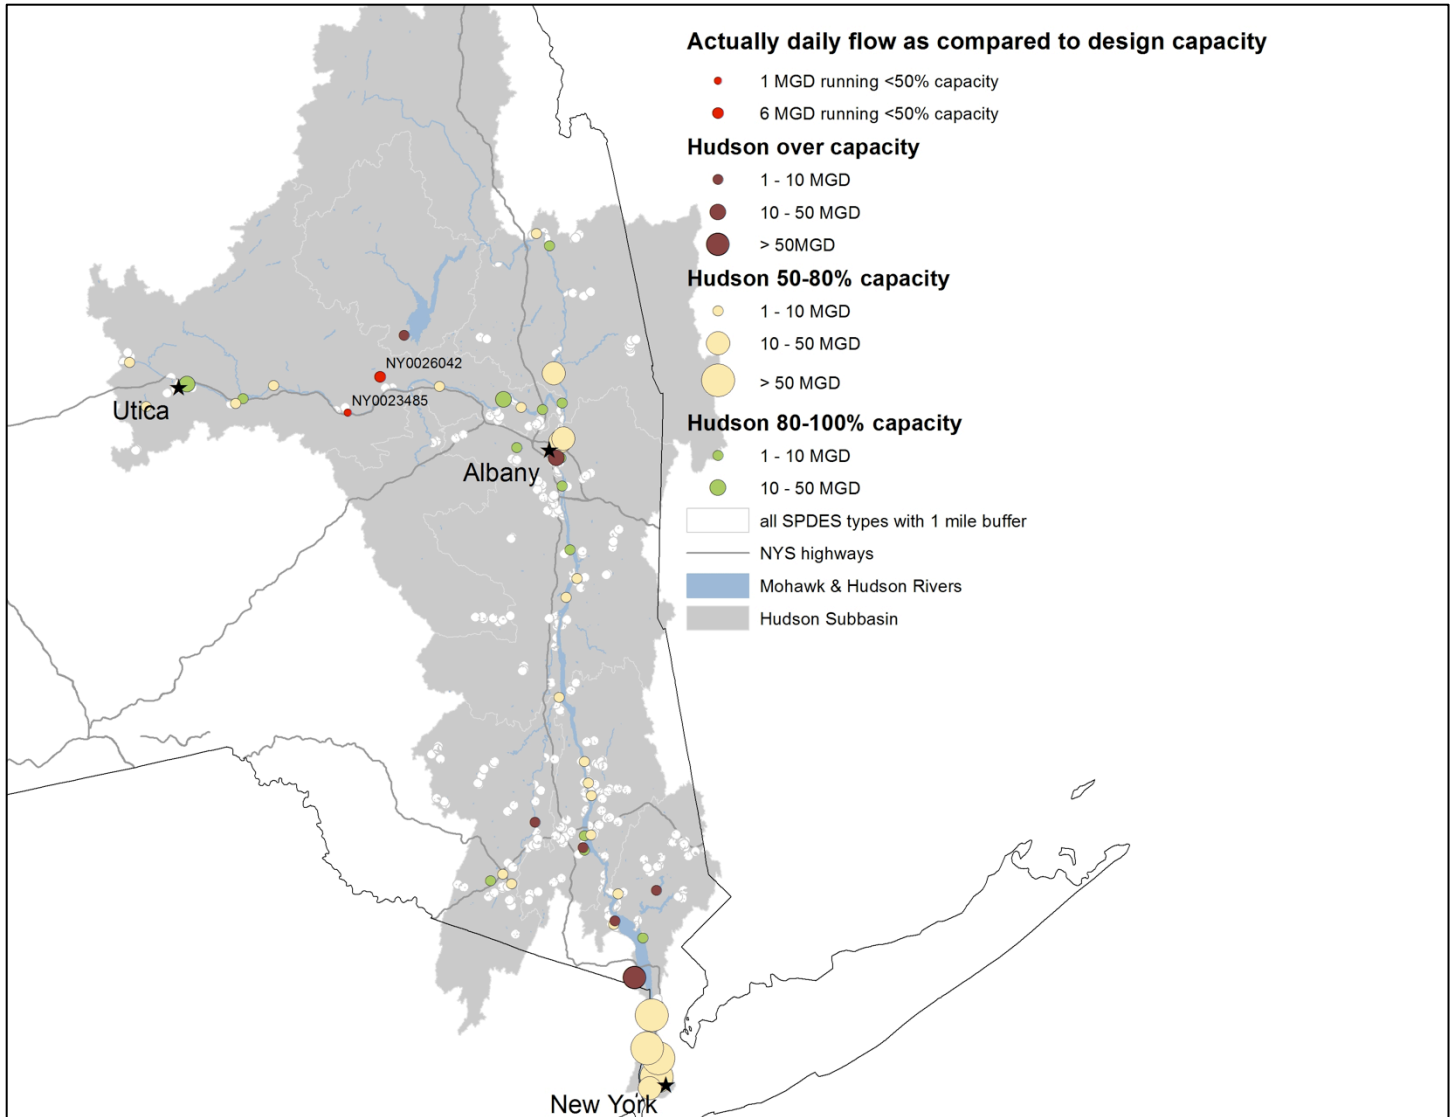 Actually daily flow as compared to design capacity
1 MGD running <50% capacity
6 MGD running <50% capacity
Hudson over capacity
1 - 10 MGD
10 - 50 MGD
> 50MGD
Hudson 50-80% capacity
1 - 10 MGD
10 - 50 MGD
> 50 MGD
Hudson 80-100% capacity
1 - 10 MGD
10 - 50 MGD
all SPDES types with 1 mile buffer
NYS highways
Mohawk & Hudson Rivers
Hudson Subbasin
NY0026042
NY0023485
Utica
Albany
New York